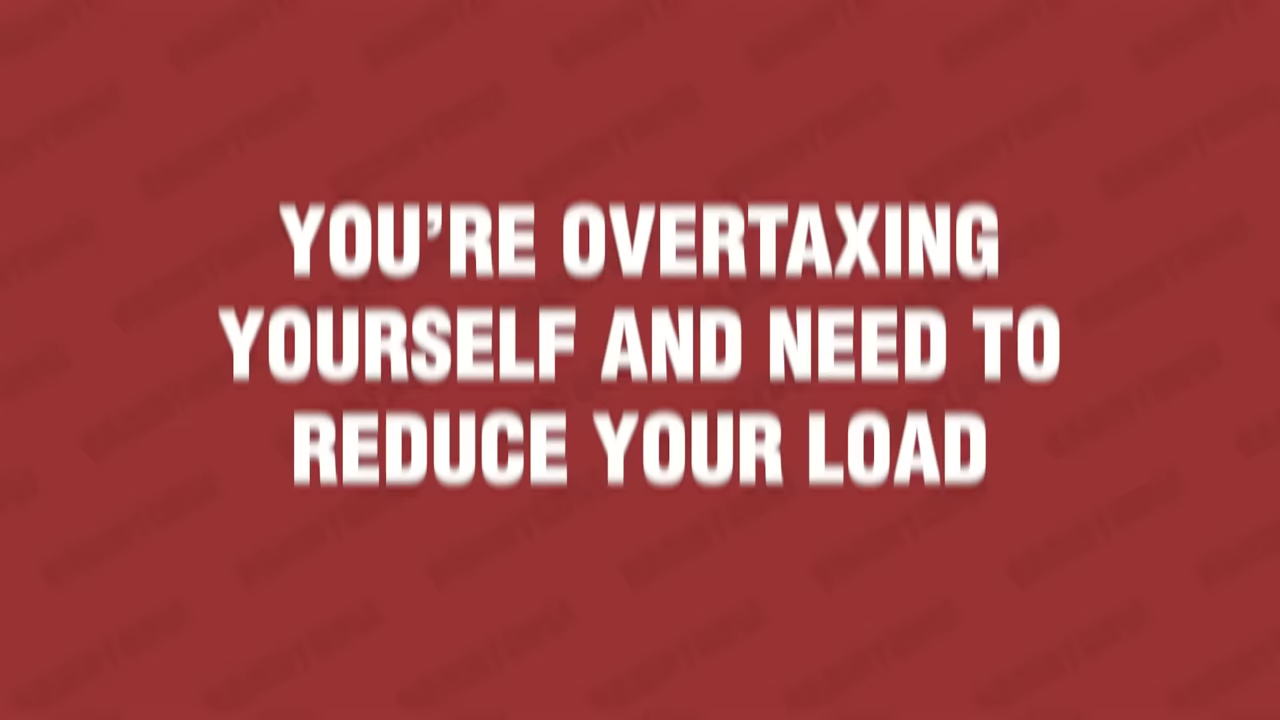 YOU’RE OVERTAXING
YOURSELF AND NEED TO
REDUCE YOUR LOAD